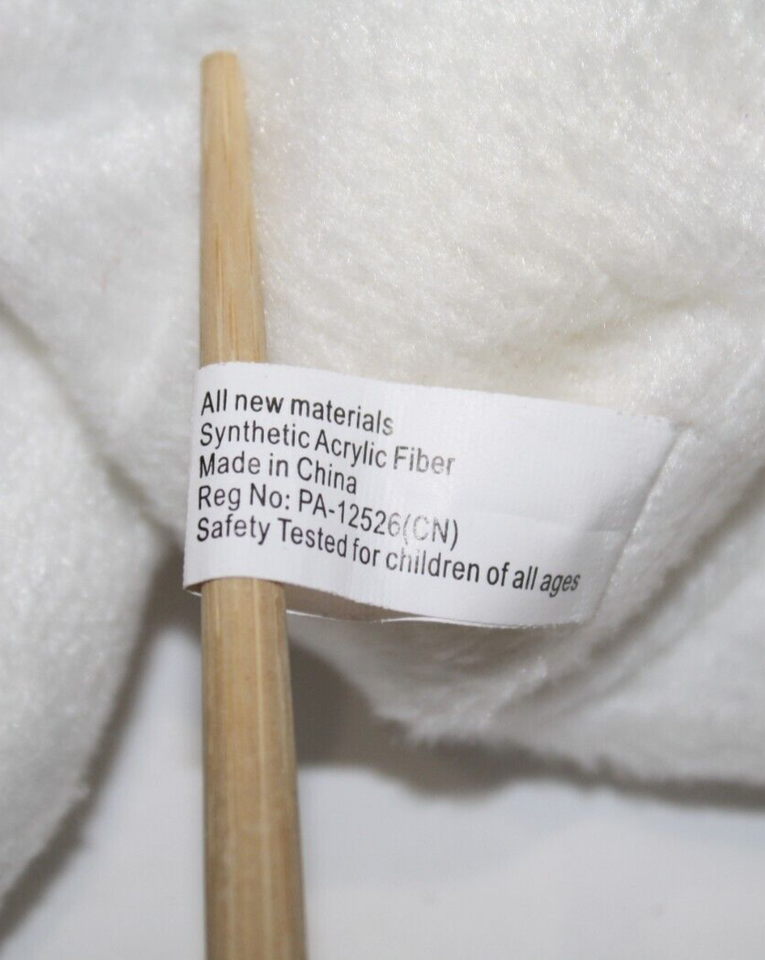 All new materials
Synthetic Acrylic Fiber
Made in China
Reg No: PA-12526(CN)
Safety Tested for children of all ages